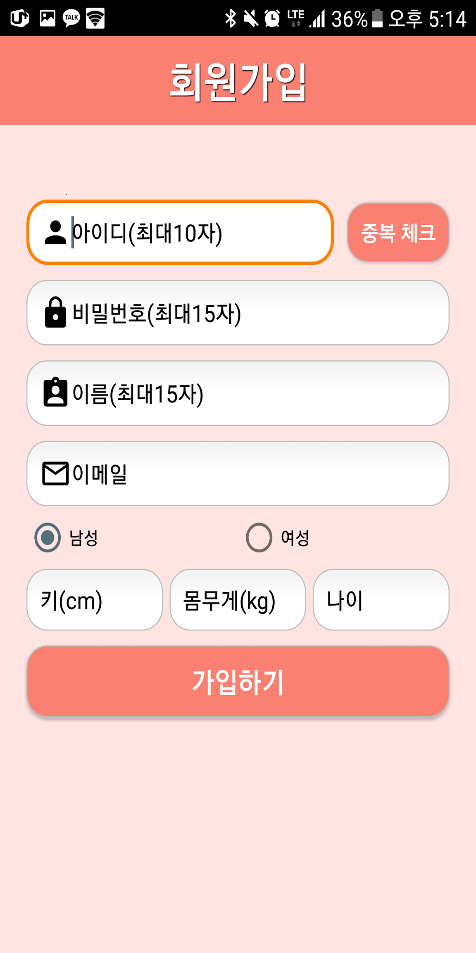 TALK LTE 36% 오후 5:14
회원가입
아이디(최대10자) 중복 체크
비밀번호(최대15자)
이름(최대15자)
이메일
남성 여성
키(cm) 몸무게(kg) 나이
가입하기